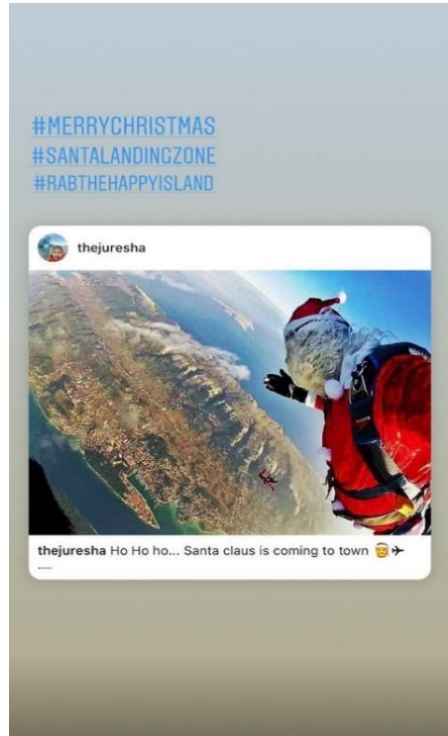 #MERRYCHRISTMAS
#SANTALANDINGZONE
#RABTHEHAPPYISLAND
thejuresha
thejuresha Ho Ho ho... Santa claus is coming to town 🎅✈
....